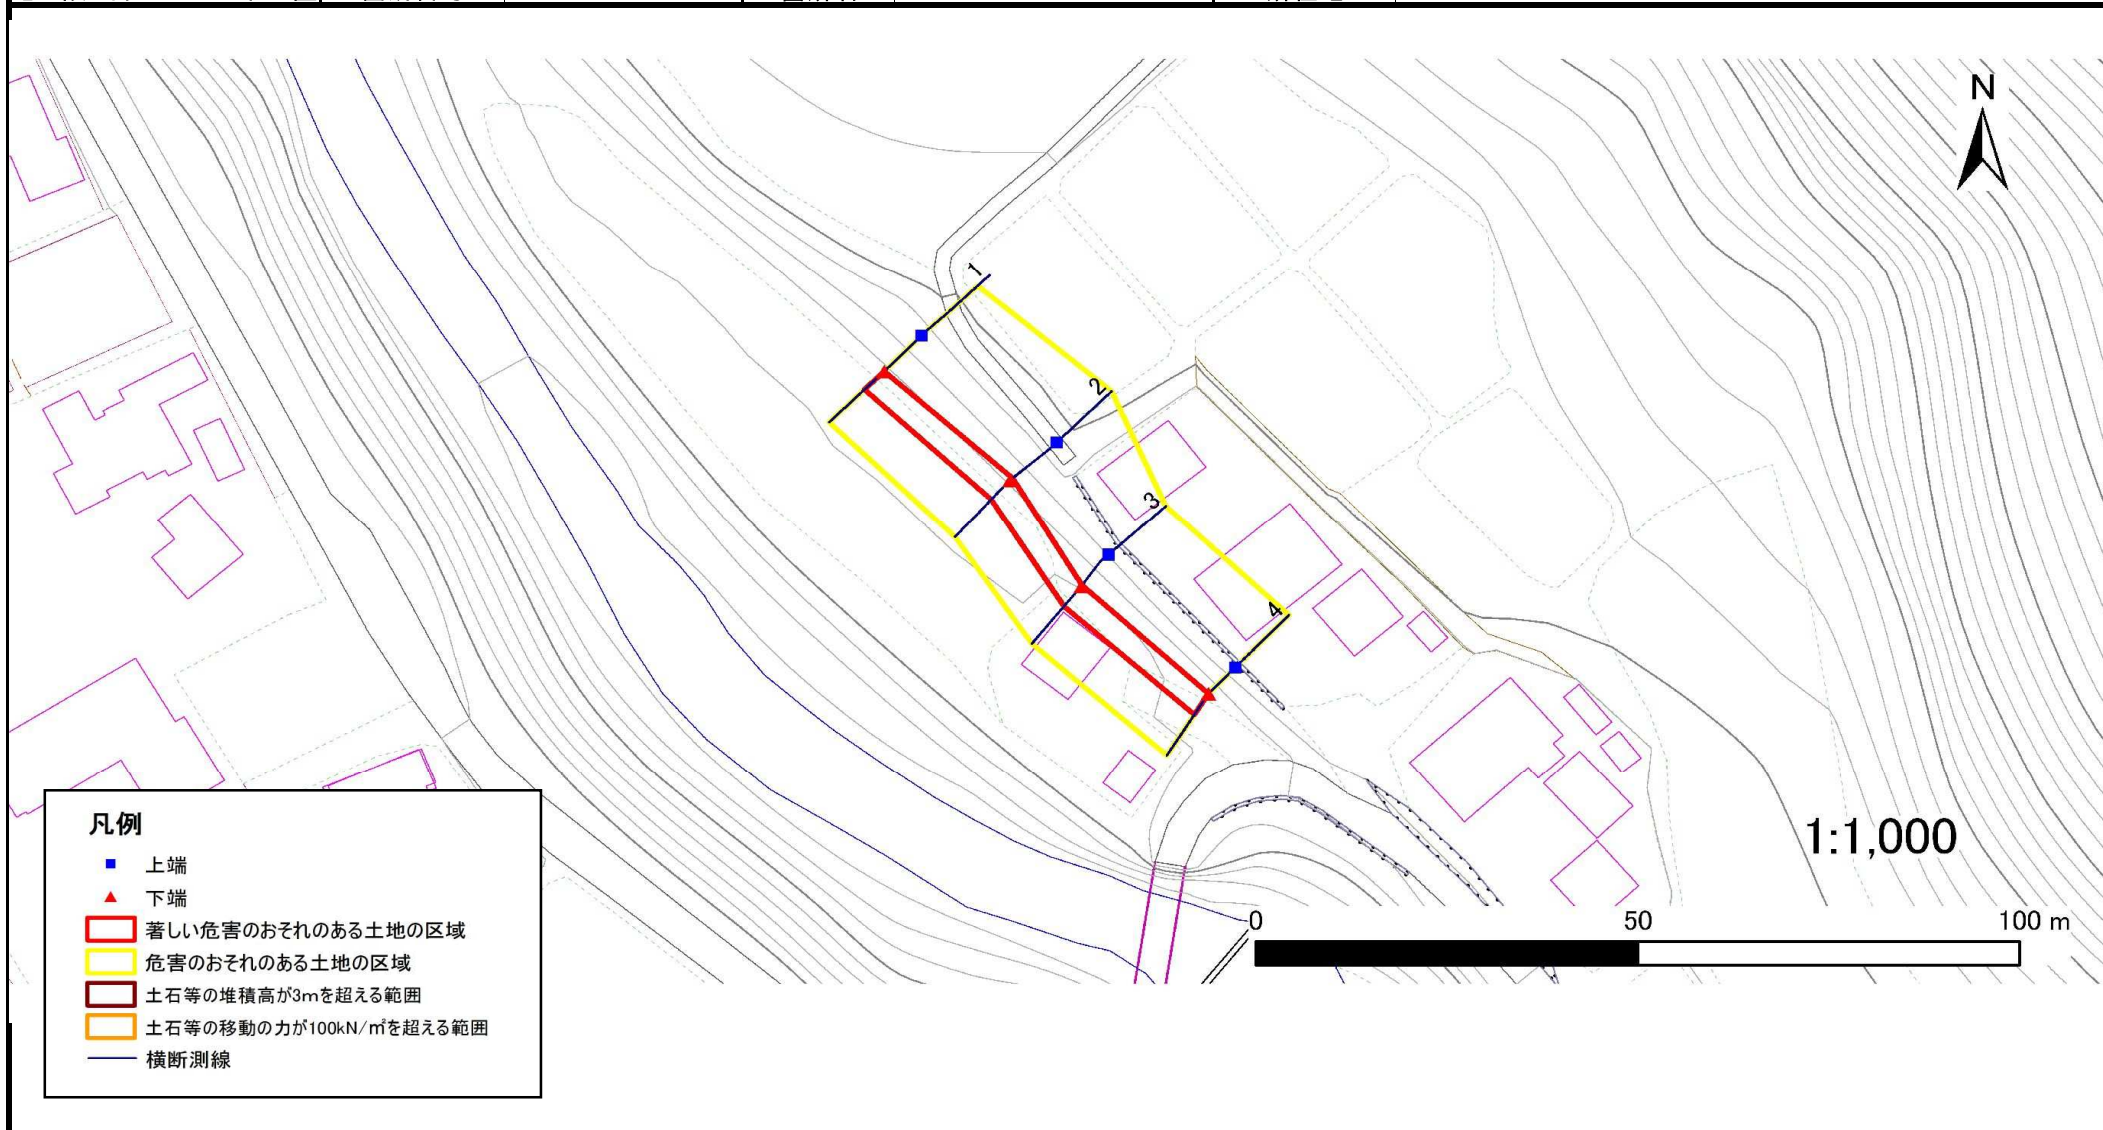 N
1
2
3
4
1:1,000
0 50 100 m
凡例
上端
下端
著しい危害のおそれのある土地の区域
危害のおそれのある土地の区域
土石等の堆積高が3mを超える範囲
土石等の移動の力が100kN/㎡を超える範囲
横断測線